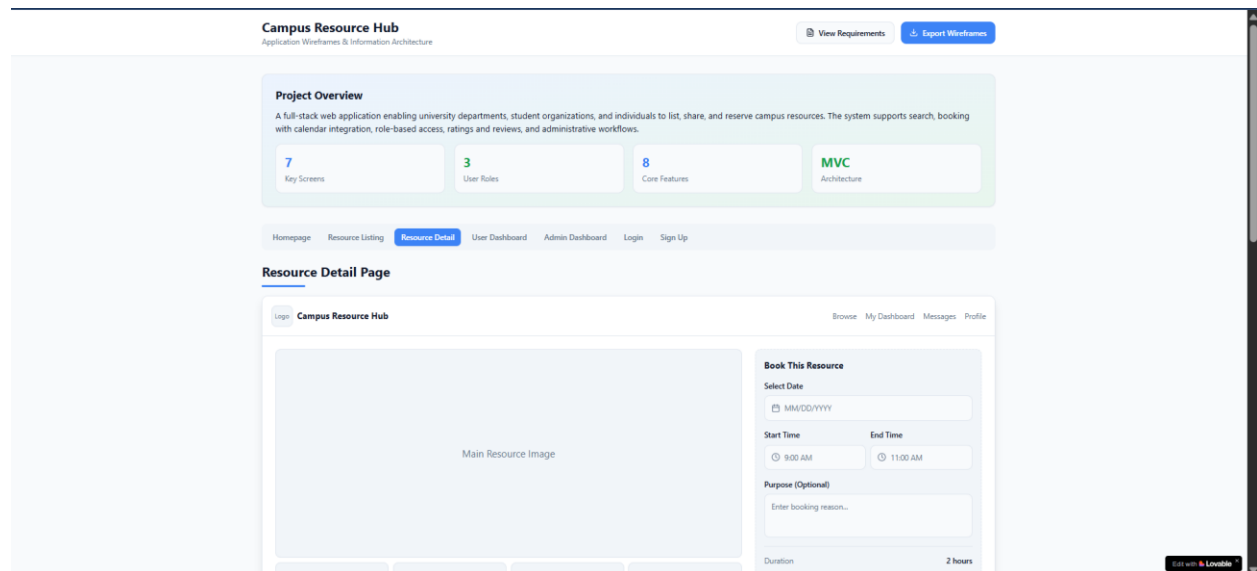 Campus Resource Hub
Application Wireframes & Information Architecture
View Requirements
Export Wireframes
Project Overview
A full-stack web application enabling university departments, student organizations, and individuals to list, share, and reserve campus resources. The system supports search, booking
with calendar integration, role-based access, ratings and reviews, and administrative workflows.
7
Key Screens
3
User Roles
8
Core Features
MVC
Architecture
Homepage Resource Listing Resource Detail User Dashboard Admin Dashboard Login Sign Up
Resource Detail Page
Logo Campus Resource Hub
Browse My Dashboard Messages Profile
Main Resource Image
Book This Resource
Select Date
MM/DD/YYYY
Start Time End Time
9:00 AM 11:00 AM
Purpose (Optional)
Enter booking reason...
Duration 2 hours
Edit with Lovable ×